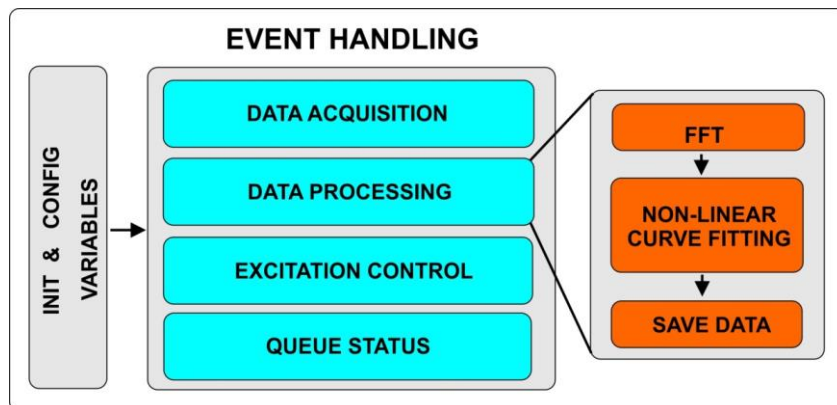 EVENT HANDLING
INIT & CONFIG
VARIABLES
DATA ACQUISITION
DATA PROCESSING
EXCITATION CONTROL
QUEUE STATUS
FFT
NON-LINEAR
CURVE FITTING
SAVE DATA